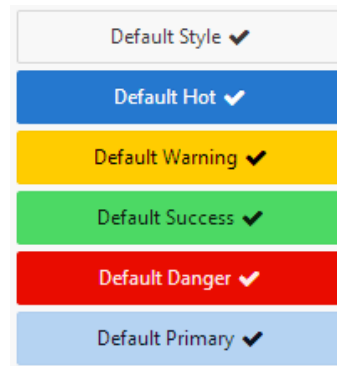 Default Style ✔
Default Hot ✔
Default Warning ✔
Default Success ✔
Default Danger ✔
Default Primary ✔